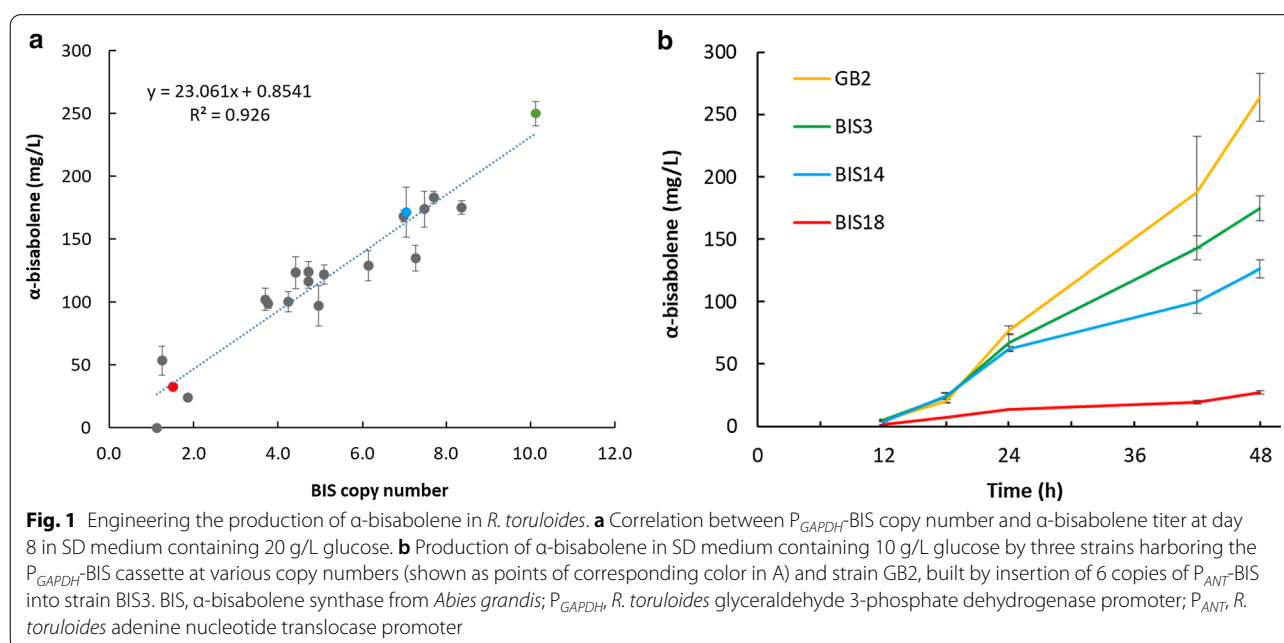 a
y = 23.061x + 0.8541
R² = 0.926
α-bisabolene (mg/L)
300
250
200
150
100
50
0
0.0 2.0 4.0 6.0 8.0 10.0 12.0
BIS copy number
b
GB2
BIS3
BIS14
BIS18
α-bisabolene (mg/L)
300
250
200
150
100
50
0
0 12 24 36 48
Time (h)
Fig. 1 Engineering the production of α-bisabolene in R. toruloides. a Correlation between P_GAPDH-BIS copy number and α-bisabolene titer at day
8 in SD medium containing 20 g/L glucose. b Production of α-bisabolene in SD medium containing 10 g/L glucose by three strains harboring the
P_GAPDH-BIS cassette at various copy numbers (shown as points of corresponding color in A) and strain GB2, built by insertion of 6 copies of P_ANT-BIS
into strain BIS3. BIS, α-bisabolene synthase from Abies grandis; P_GAPDH, R. toruloides glyceraldehyde 3-phosphate dehydrogenase promoter; P_ANT, R.
toruloides adenine nucleotide translocase promoter